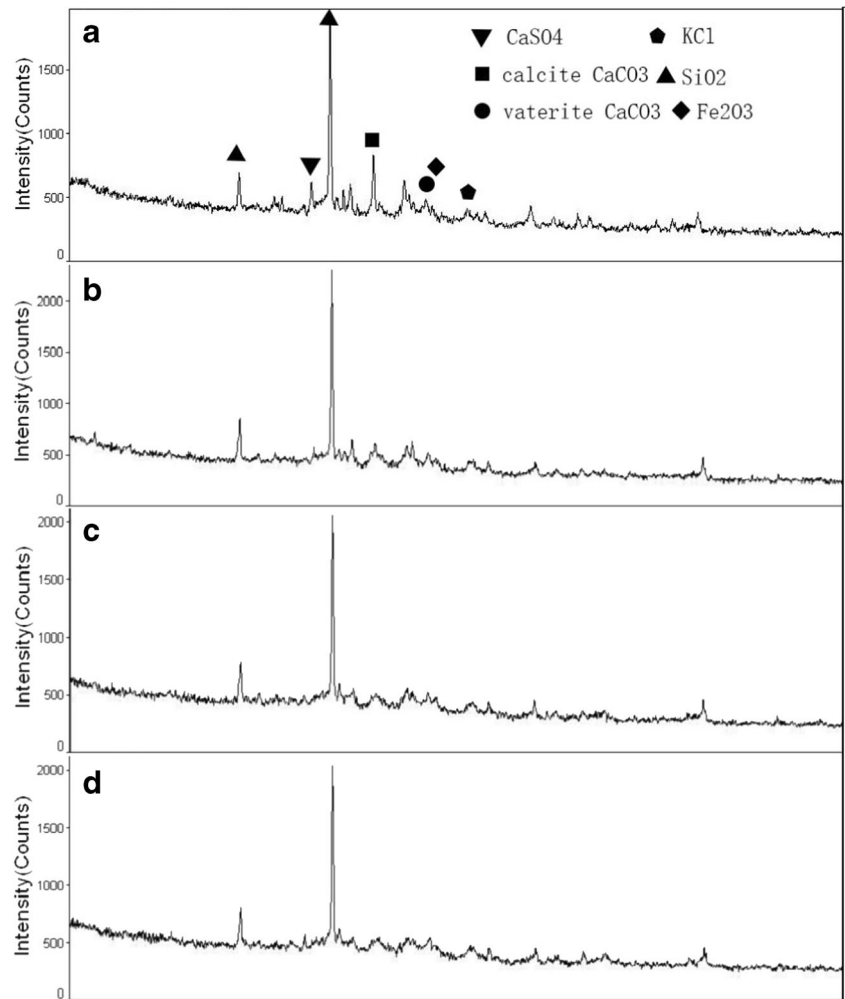 a
CaSO4 KCl
calcite CaCO3 SiO2
vaterite CaCO3 Fe2O3
Intensity(Counts)
1500
1000
500
0
b
Intensity(Counts)
2000
1500
1000
500
0
c
Intensity(Counts)
2000
1500
1000
500
0
d
Intensity(Counts)
2000
1500
1000
500
0